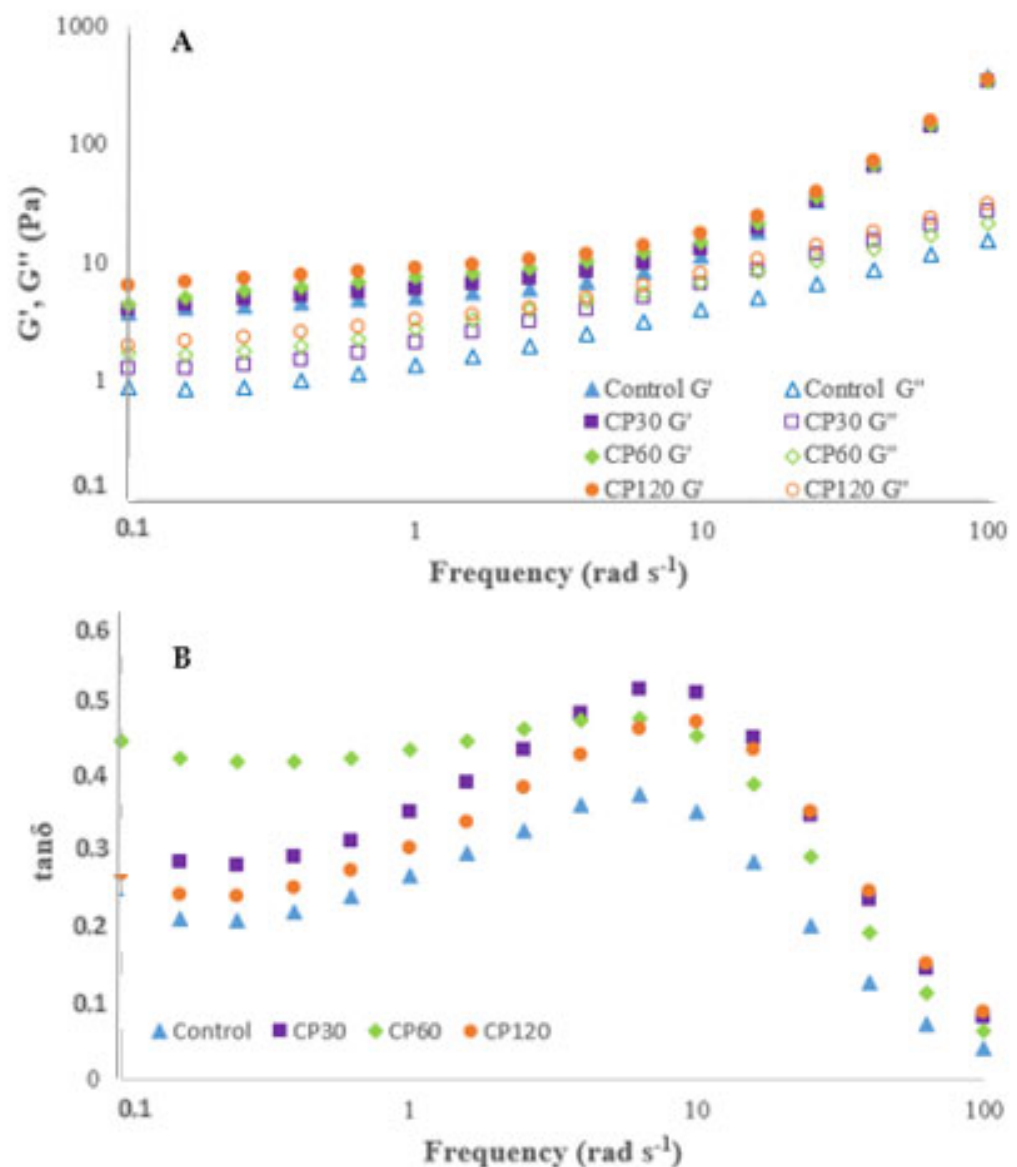 A
1000
100
10
1
0.1
G', G'' (Pa)
Control G' Control G''
CP30 G' CP30 G''
CP60 G' CP60 G''
CP120 G' CP120 G''
0.1 1 10 100
Frequency (rad s⁻¹)
B
0.6
0.5
0.4
0.3
0.2
0.1
0
tanδ
Control CP30 CP60 CP120
0.1 1 10 100
Frequency (rad s⁻¹)